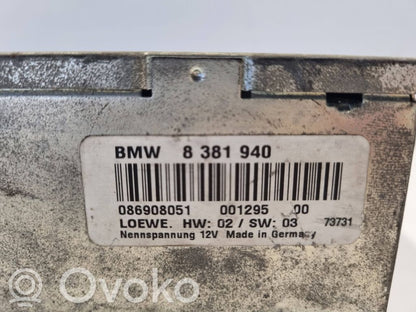 BMW 8 381 940
086908051 001295 00
LOEWE. HW: 02 / SW: 03 73731
Nennspannung 12V Made in Germany
Ovoko